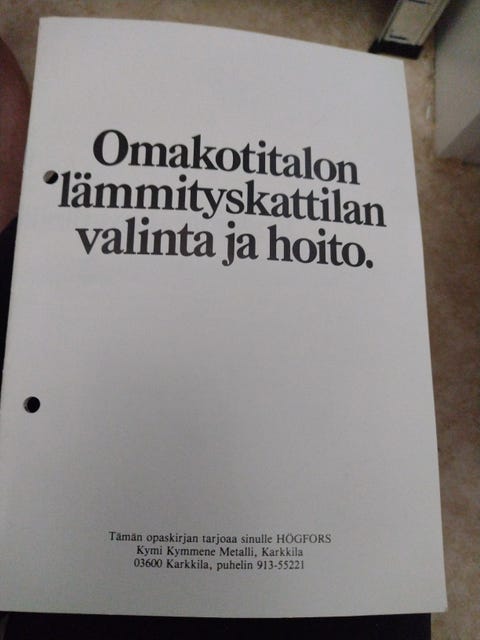 Omakotitalon
lämmityskattilan
valinta ja hoito.
Tämän opaskirjan tarjoaa sinulle HÖGFORS
Kymi Kymmene Metalli, Karkkila
03600 Karkkila, puhelin 913-55221